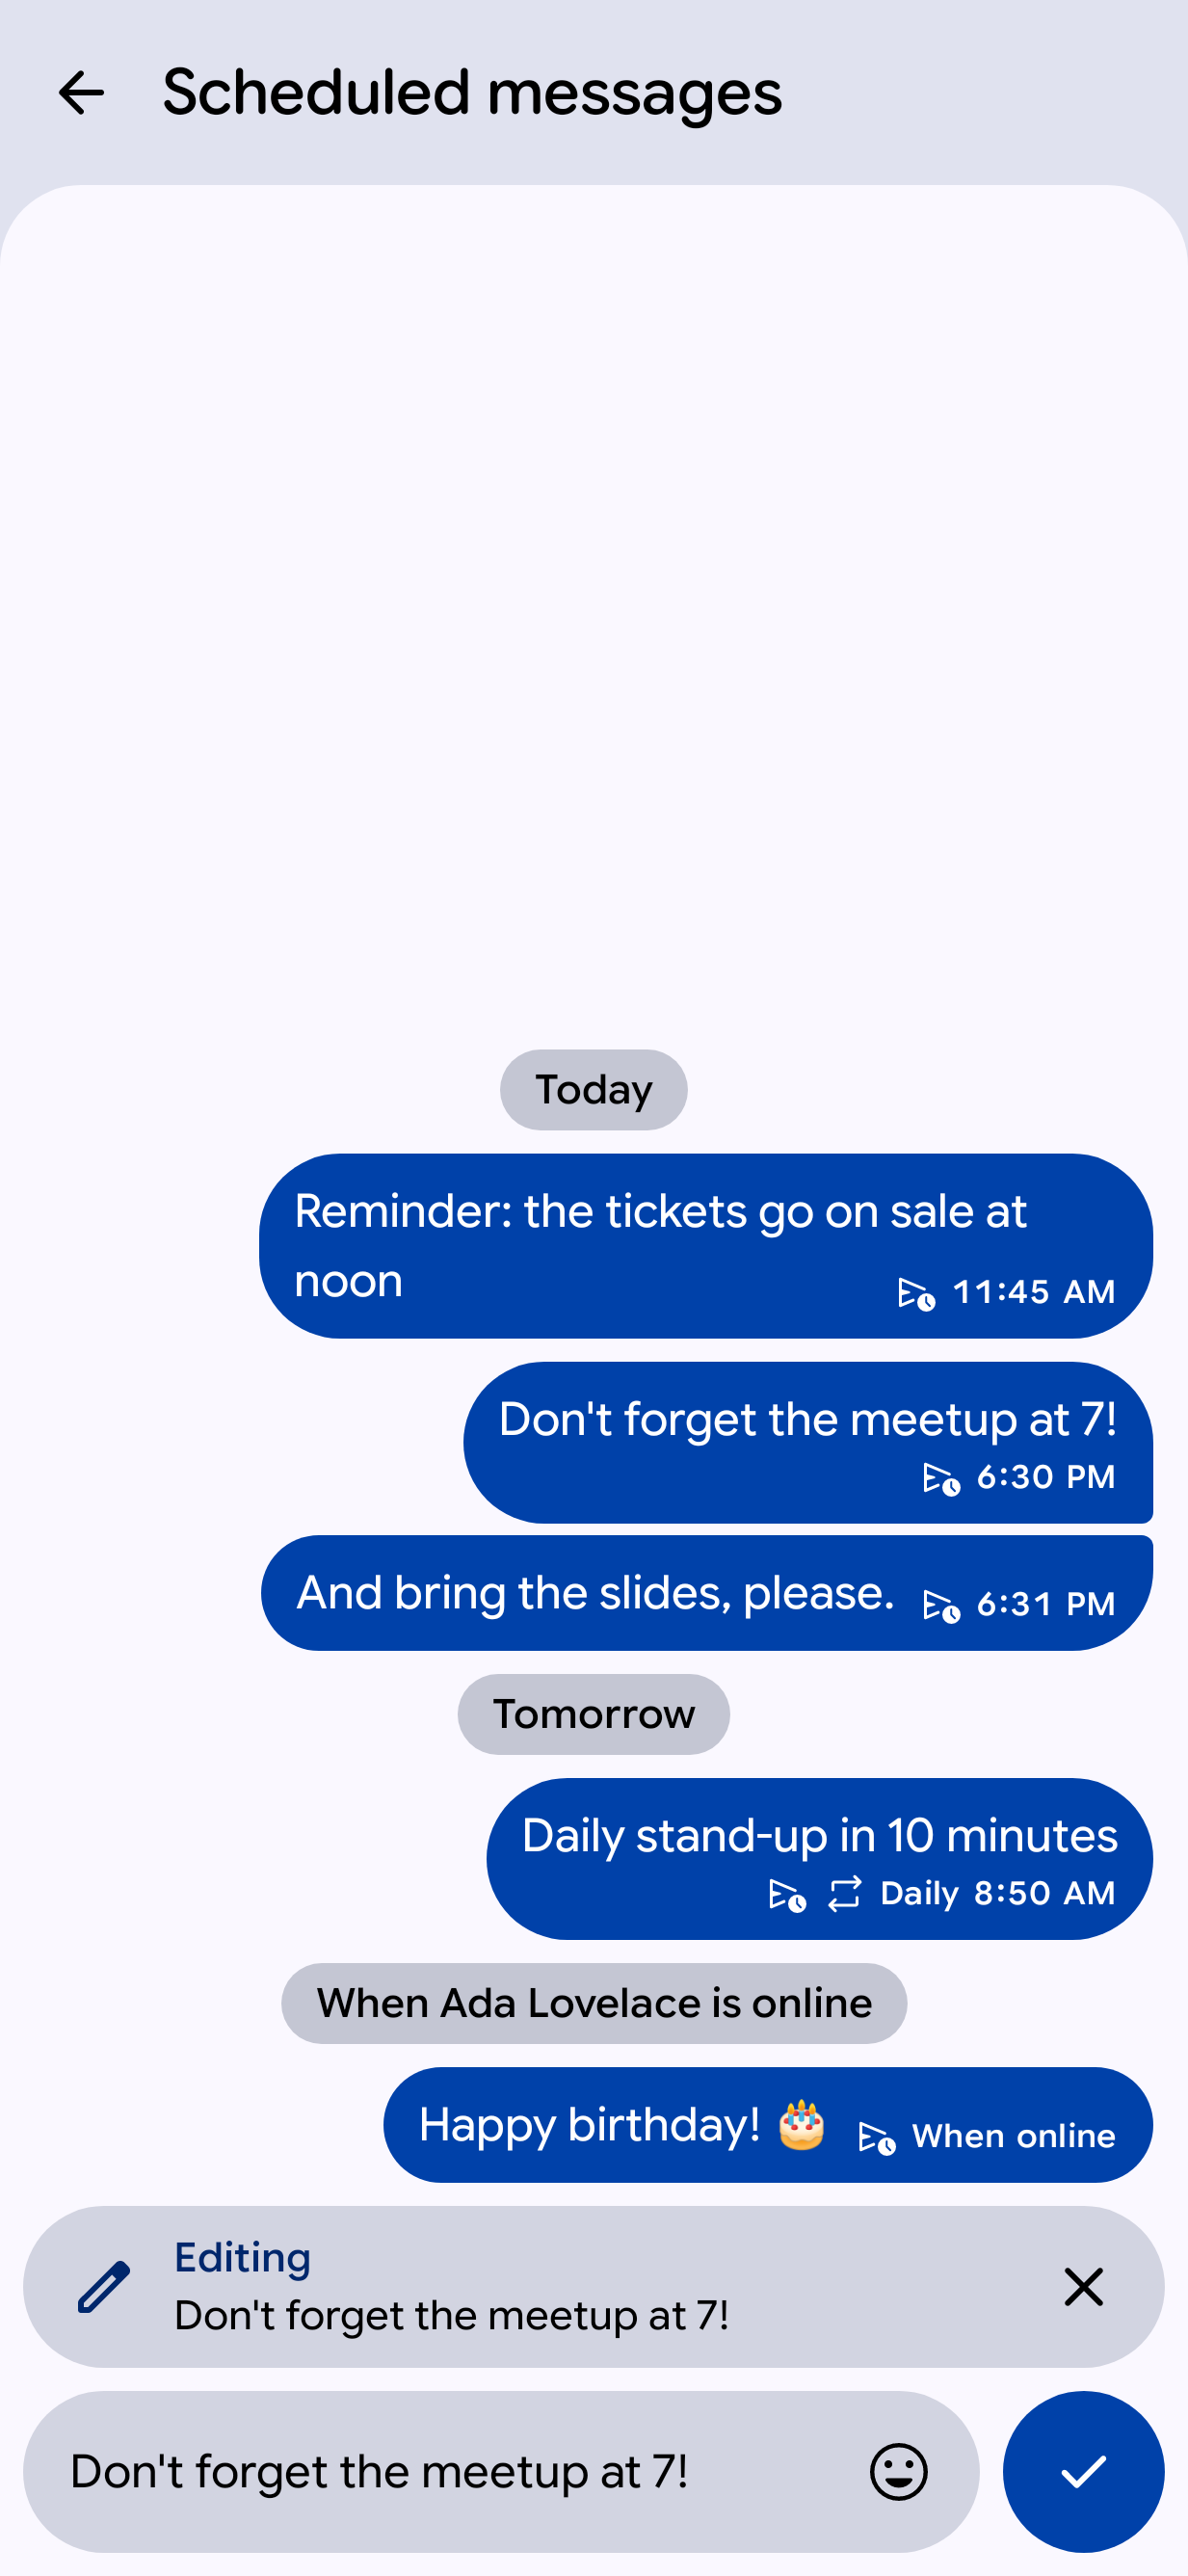 Scheduled messages
Today
Reminder: the tickets go on sale at
noon
11:45 AM
Don't forget the meetup at 7!
6:30 PM
And bring the slides, please.
6:31 PM
Tomorrow
Daily stand-up in 10 minutes
Daily 8:50 AM
When Ada Lovelace is online
Happy birthday! 🎂
When online
Editing
Don't forget the meetup at 7!
Don't forget the meetup at 7!